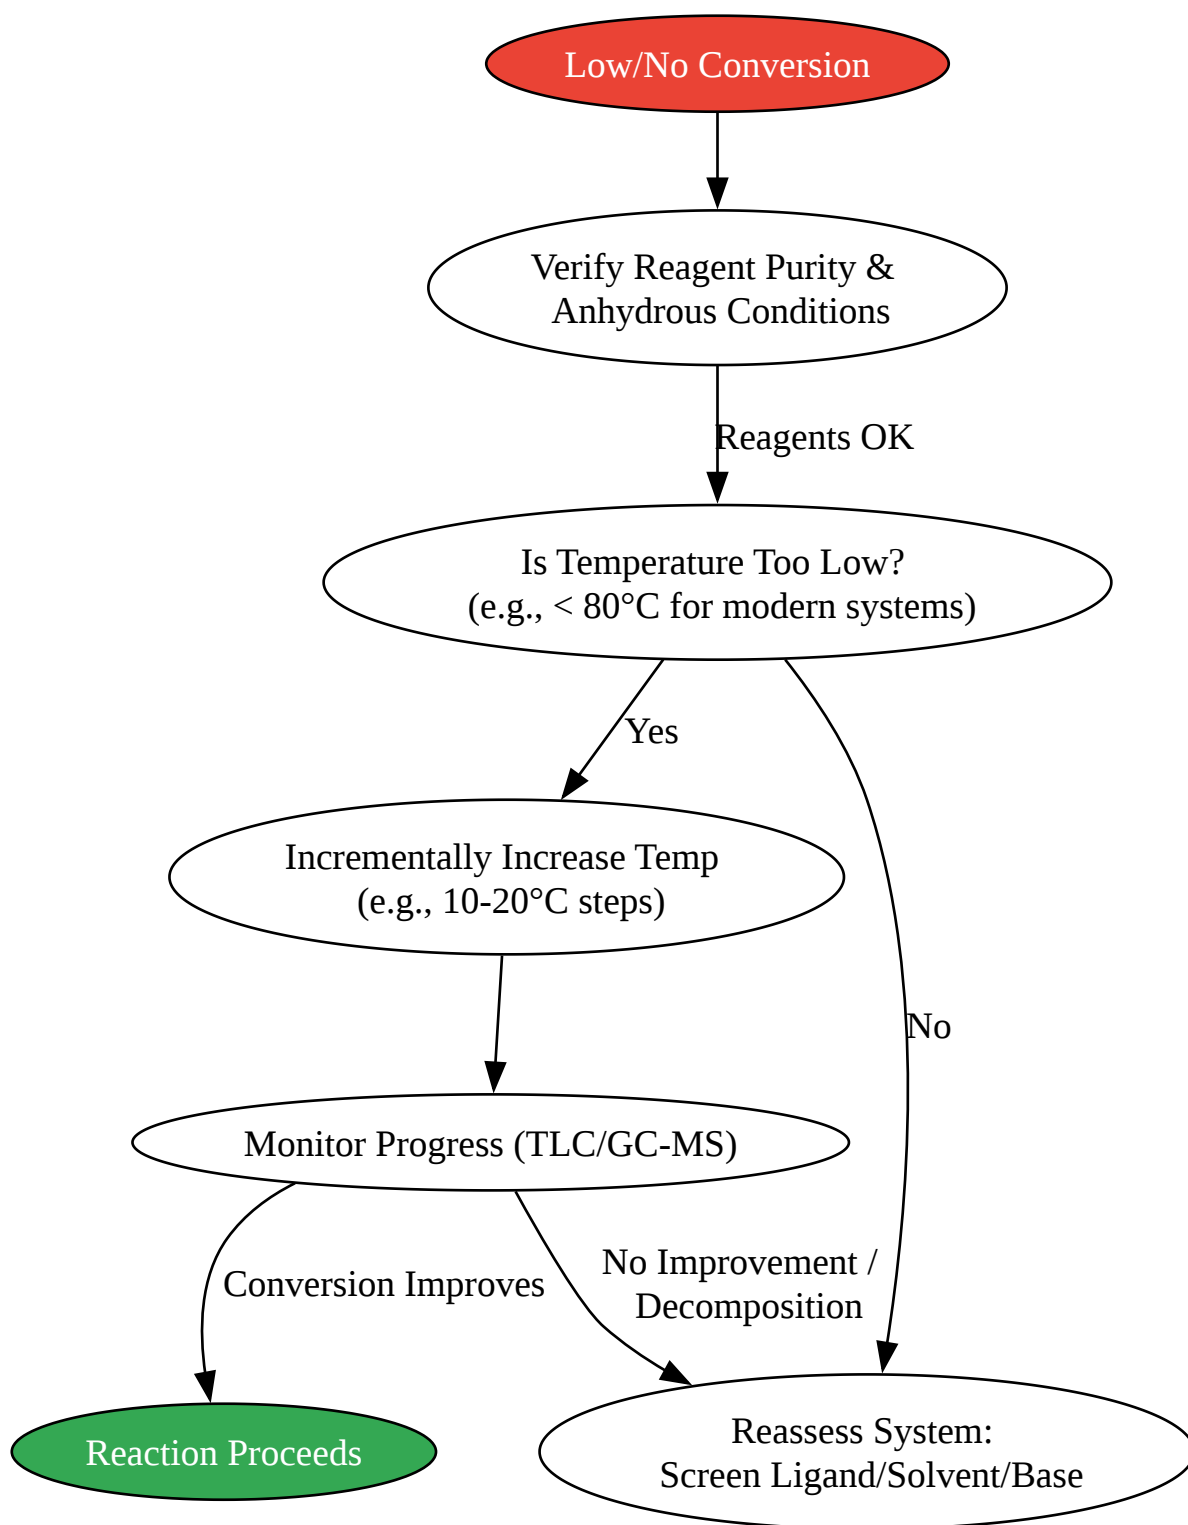 Low/No Conversion
Verify Reagent Purity &
Anhydrous Conditions
Reagents OK
Is Temperature Too Low?
(e.g., < 80°C for modern systems)
Yes
Incrementally Increase Temp
(e.g., 10-20°C steps)
No
Monitor Progress (TLC/GC-MS)
Conversion Improves
No Improvement /
Decomposition
Reaction Proceeds
Reassess System:
Screen Ligand/Solvent/Base